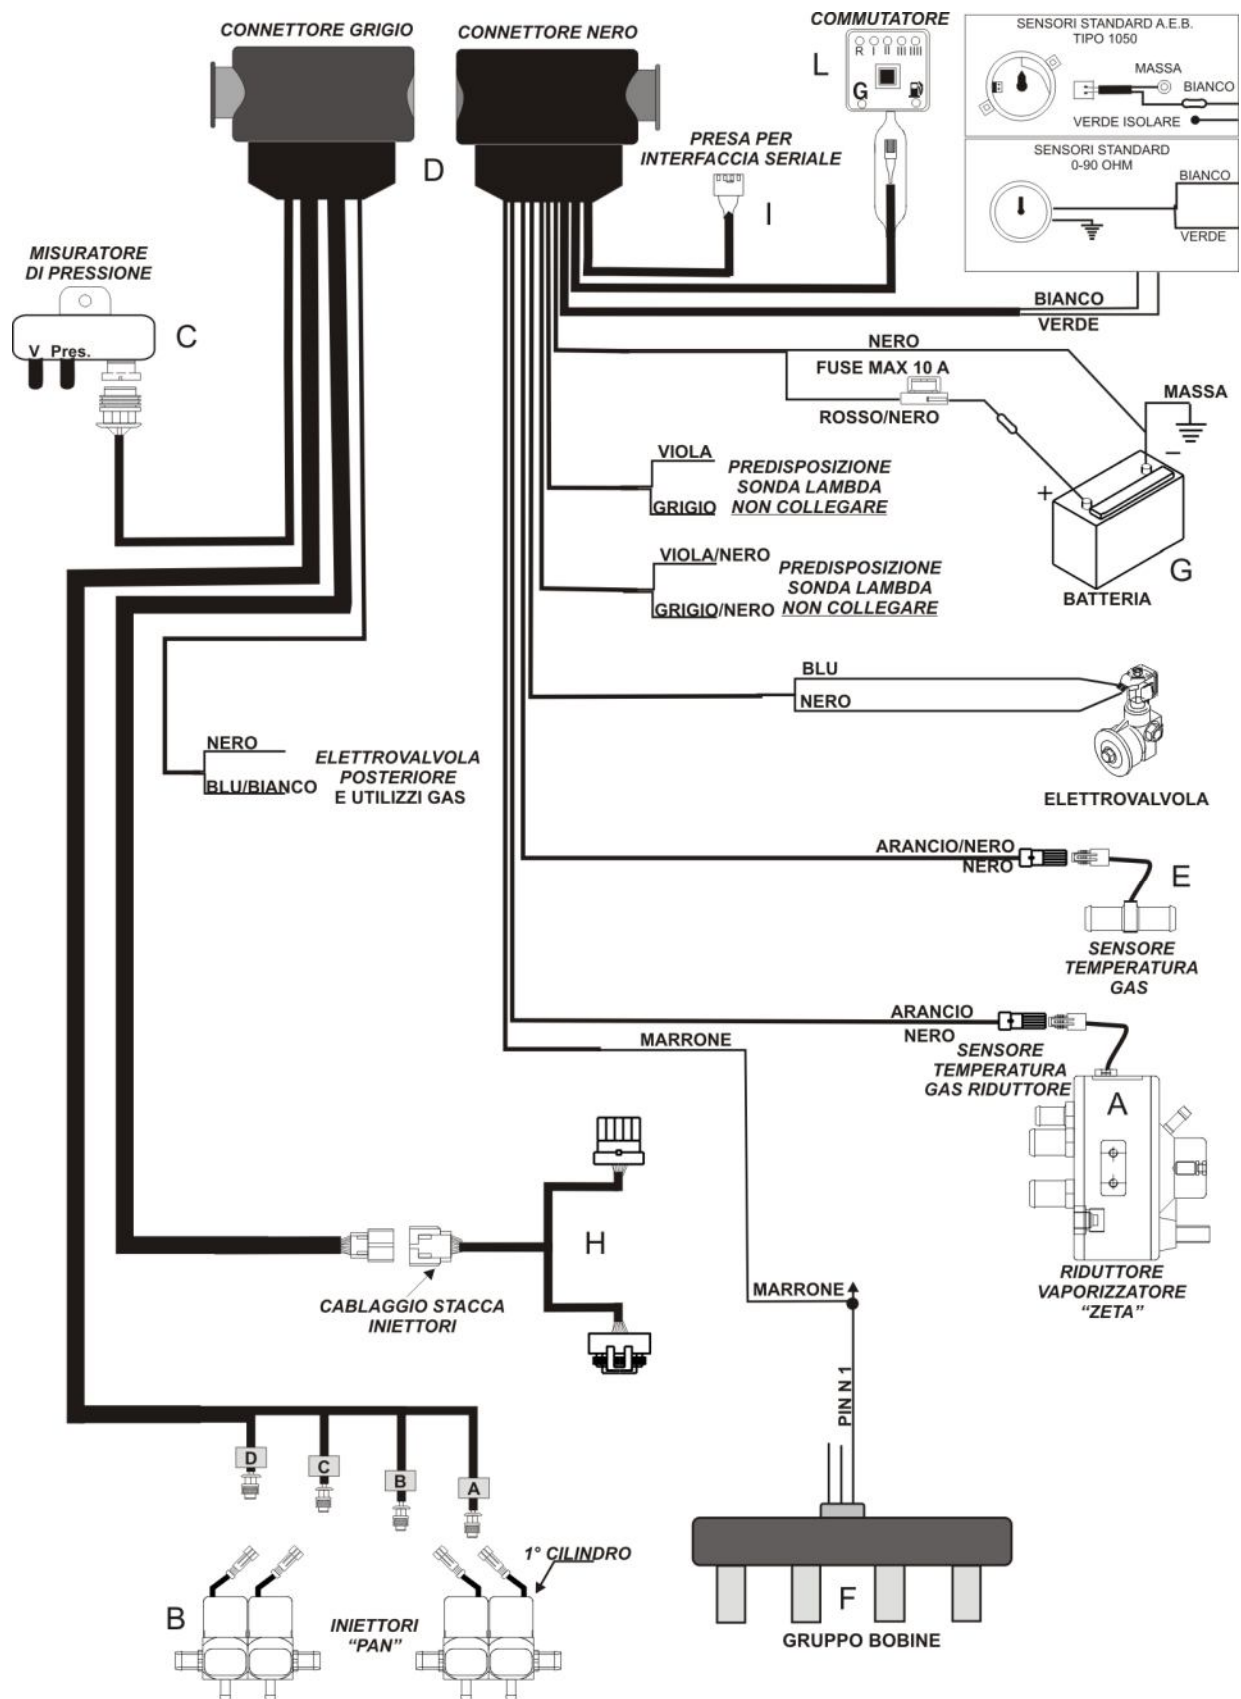 CONNETTORE GRIGIO
CONNETTORE NERO
COMMUTATORE
L
R I II III IIII
G
SENSORI STANDARD A.E.B.
TIPO 1050
MASSA
BIANCO
VERDE ISOLARE
SENSORI STANDARD
0-90 OHM
BIANCO
VERDE
D
PRESA PER
INTERFACCIA SERIALE
I
MISURATORE
DI PRESSIONE
V Pres.
C
BIANCO
VERDE
NERO
FUSE MAX 10 A
ROSSO/NERO
MASSA
–
+
G
BATTERIA
VIOLA
GRIGIO
PREDISPOSIZIONE
SONDA LAMBDA
NON COLLEGARE
VIOLA/NERO
GRIGIO/NERO
PREDISPOSIZIONE
SONDA LAMBDA
NON COLLEGARE
BLU
NERO
ELETTROVALVOLA
NERO
BLU/BIANCO
ELETTROVALVOLA
POSTERIORE
E UTILIZZI GAS
ARANCIO/NERO
NERO
E
SENSORE
TEMPERATURA
GAS
ARANCIO
NERO
SENSORE
TEMPERATURA
GAS RIDUTTORE
A
RIDUTTORE
VAPORIZZATORE
“ZETA”
MARRONE
H
CABLAGGIO STACCA
INIETTORI
MARRONE
PIN N 1
D
C
B
A
1° CILINDRO
B
INIETTORI
“PAN”
F
GRUPPO BOBINE